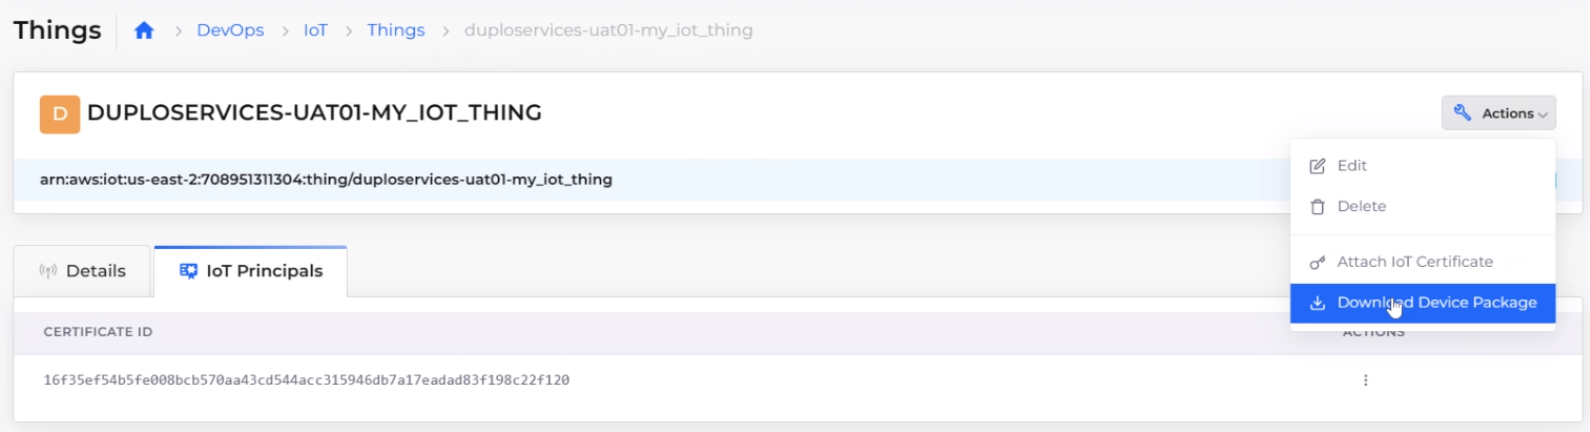 Things > DevOps > IoT > Things > duploservices-uat01-my_iot_thing
D DUPLOSERVICES-UAT01-MY_IOT_THING
Actions
arn:aws:iot:us-east-2:708951311304:thing/duploservices-uat01-my_iot_thing
Edit
Delete
Attach IoT Certificate
Download Device Package
Details
IoT Principals
CERTIFICATE ID
ACTIONS
16f35ef54b5fe008bcb570aa43cd544acc315946db7a17eadad83f198c22f120